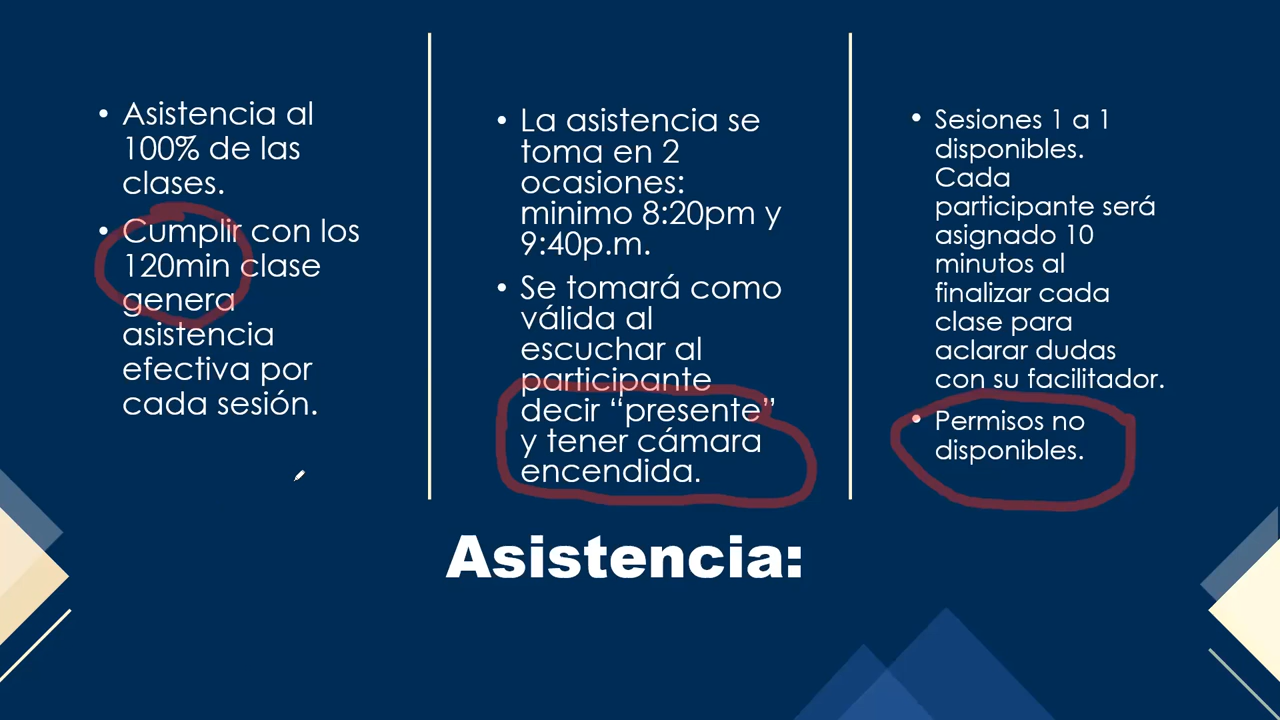 • Asistencia al
100% de las
clases.
• Cumplir con los
120min clase
genera
asistencia
efectiva por
cada sesión.
• La asistencia se
toma en 2
ocasiones:
minimo 8:20pm y
9:40p.m.
• Se tomará como
válida al
escuchar al
participante
decir “presente”
y tener cámara
encendida.
• Sesiones 1 a 1
disponibles.
Cada
participante será
asignado 10
minutos al
finalizar cada
clase para
aclarar dudas
con su facilitador.
• Permisos no
disponibles.
Asistencia: